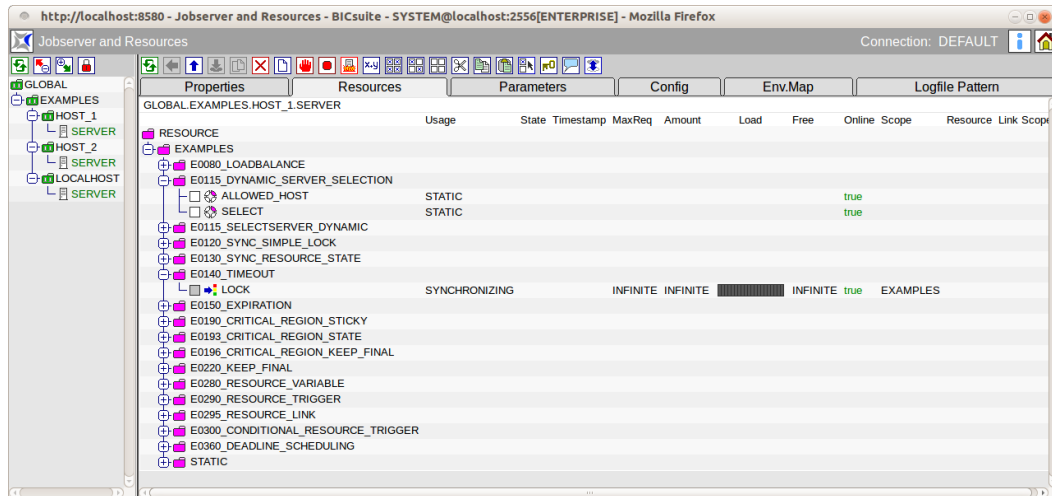 http://localhost:8580 - Jobserver and Resources - BICsuite - SYSTEM@localhost:2556[ENTERPRISE] - Mozilla Firefox
Jobserver and Resources Connection: DEFAULT
GLOBAL
EXAMPLES
HOST_1
SERVER
HOST_2
SERVER
LOCALHOST
SERVER
Properties Resources Parameters Config Env.Map Logfile Pattern
GLOBAL.EXAMPLES.HOST_1.SERVER
Usage State Timestamp MaxReq Amount Load Free Online Scope Resource Link Scope
RESOURCE
EXAMPLES
E0080_LOADBALANCE
E0115_DYNAMIC_SERVER_SELECTION
ALLOWED_HOST STATIC true
SELECT STATIC true
E0115_SELECTSERVER_DYNAMIC
E0120_SYNC_SIMPLE_LOCK
E0130_SYNC_RESOURCE_STATE
E0140_TIMEOUT
LOCK SYNCHRONIZING INFINITE INFINITE INFINITE true EXAMPLES
E0150_EXPIRATION
E0190_CRITICAL_REGION_STICKY
E0193_CRITICAL_REGION_STATE
E0196_CRITICAL_REGION_KEEP_FINAL
E0220_KEEP_FINAL
E0280_RESOURCE_VARIABLE
E0290_RESOURCE_TRIGGER
E0295_RESOURCE_LINK
E0300_CONDITIONAL_RESOURCE_TRIGGER
E0360_DEADLINE_SCHEDULING
STATIC